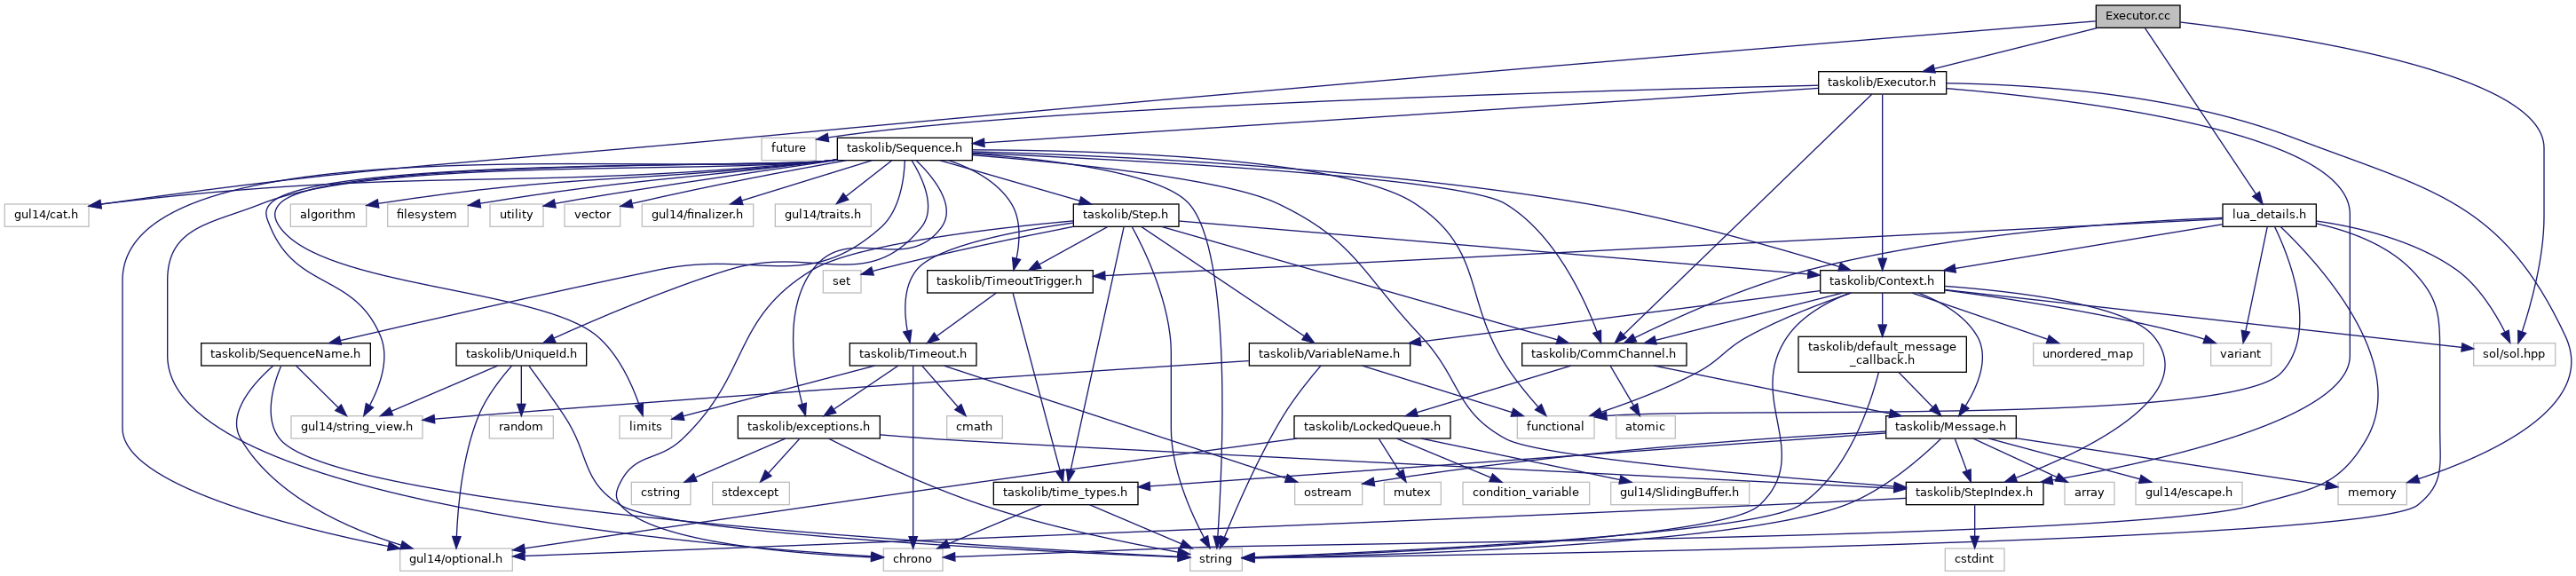 Executor.cc
taskolib/Executor.h
future
taskolib/Sequence.h
gul14/cat.h
algorithm
filesystem
utility
vector
gul14/finalizer.h
gul14/traits.h
taskolib/Step.h
lua_details.h
set
taskolib/TimeoutTrigger.h
taskolib/Context.h
taskolib/SequenceName.h
taskolib/UniqueId.h
taskolib/Timeout.h
taskolib/VariableName.h
taskolib/CommChannel.h
taskolib/default_message
_callback.h
unordered_map
variant
sol/sol.hpp
gul14/string_view.h
random
limits
taskolib/exceptions.h
cmath
taskolib/LockedQueue.h
functional
atomic
taskolib/Message.h
cstring
stdexcept
taskolib/time_types.h
ostream
mutex
condition_variable
gul14/SlidingBuffer.h
taskolib/StepIndex.h
array
gul14/escape.h
memory
gul14/optional.h
chrono
string
cstdint